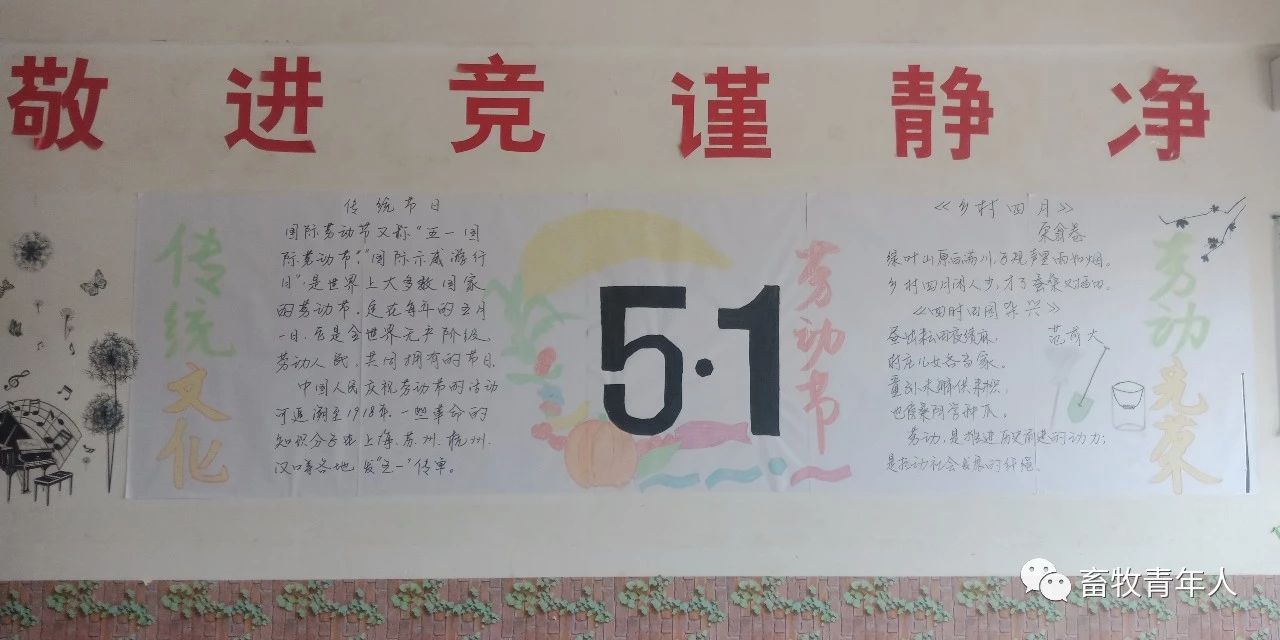 敬进竞谨静净
传统文化
传统节日
国际劳动节又称“五一国
际劳动节”“国际示威游行
日”,是世界上大多数国家
的劳动节,定在每年的五月
一日,它是全世界无产阶级、
劳动人民共同拥有的节日。
中国人民庆祝劳动节的活动
可追溯至1918年,一些革命的
知识分子在上海、苏州、杭州、
汉口等各地发“五一”传单。
5·1
劳动节
《乡村四月》
绿叶山原白满川,子规声里雨如烟。
乡村四月闲人少,才了蚕桑又插田。
《四时田园杂兴》
范成大
昼出耘田夜绩麻,
村庄儿女各当家。
童孙未解供耕织,
也傍桑阴学种瓜。
劳动,是推进历史前进的动力;
是拉动社会发展的纤绳。
劳动光荣
畜牧青年人